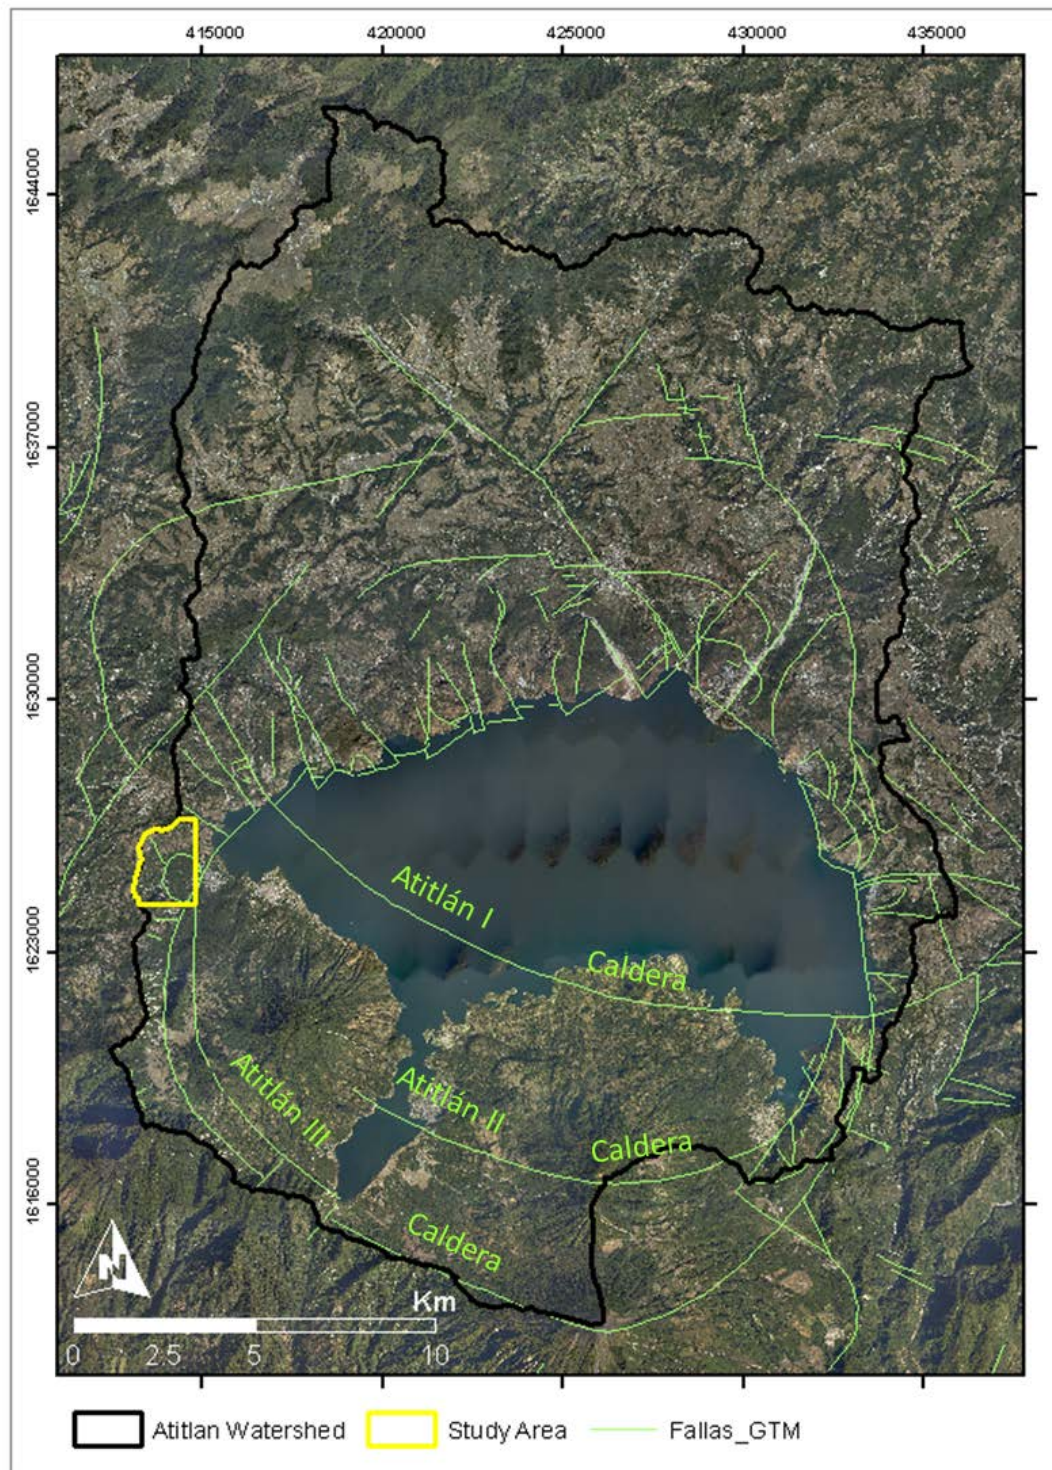 415000 420000 425000 430000 435000
1644000
1637000
1630000
1623000
1616000
Atitlán I
Caldera
Atitlán III
Atitlán II
Caldera
Caldera
N
Km
0 2.5 5 10
Atitlan Watershed Study Area Fallas_GTM